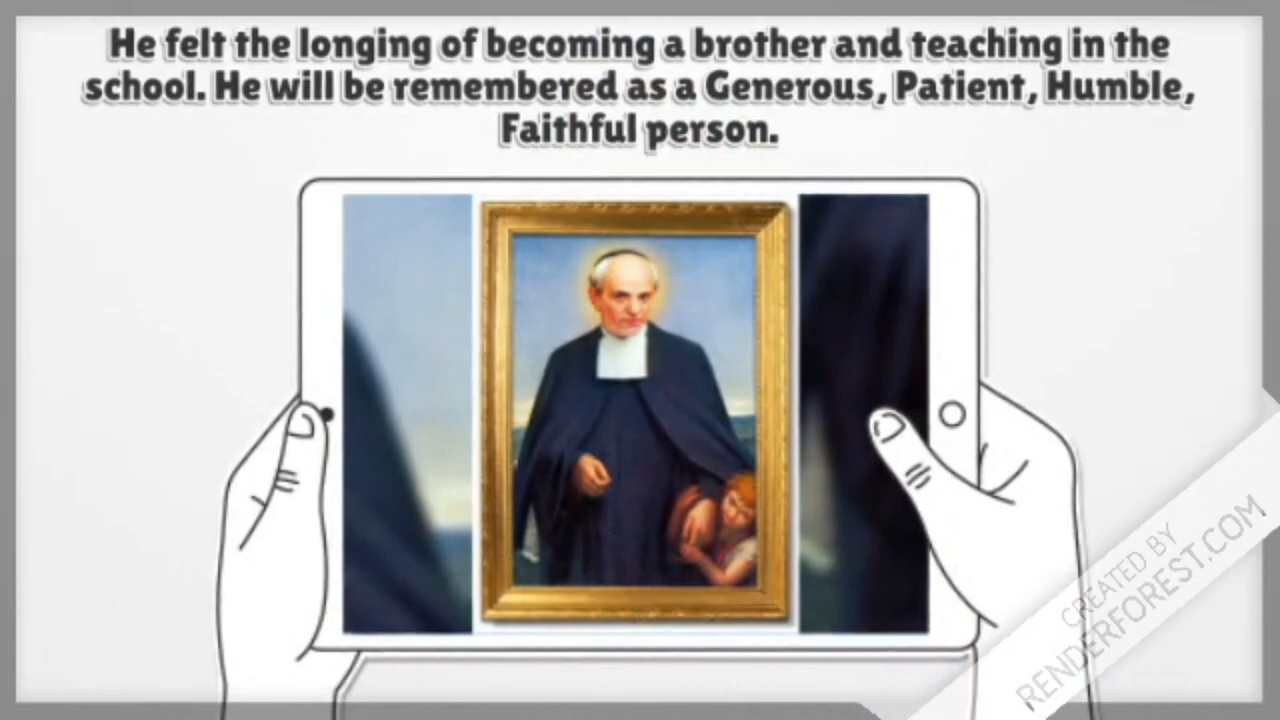 He felt the longing of becoming a brother and teaching in the
school. He will be remembered as a Generous, Patient, Humble,
Faithful person.
CREATED BY
RENDERFOREST.COM